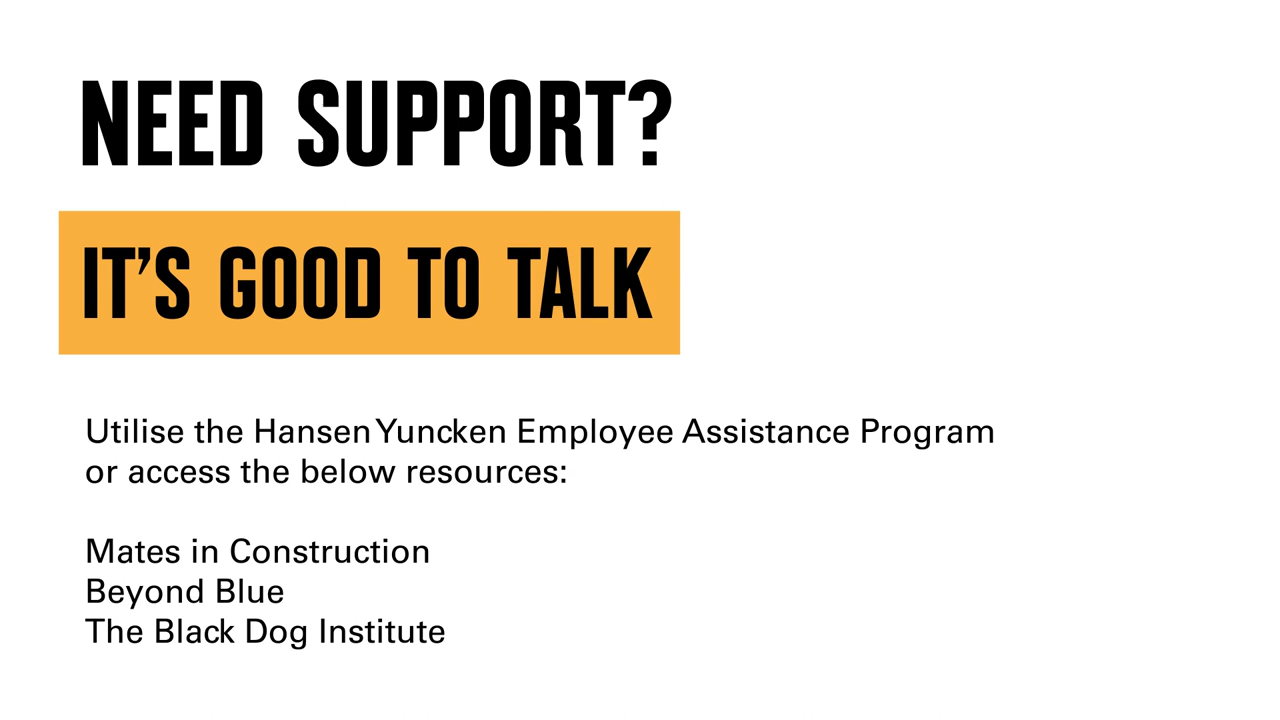 NEED SUPPORT?
IT'S GOOD TO TALK
Utilise the Hansen Yuncken Employee Assistance Program
or access the below resources:
Mates in Construction
Beyond Blue
The Black Dog Institute